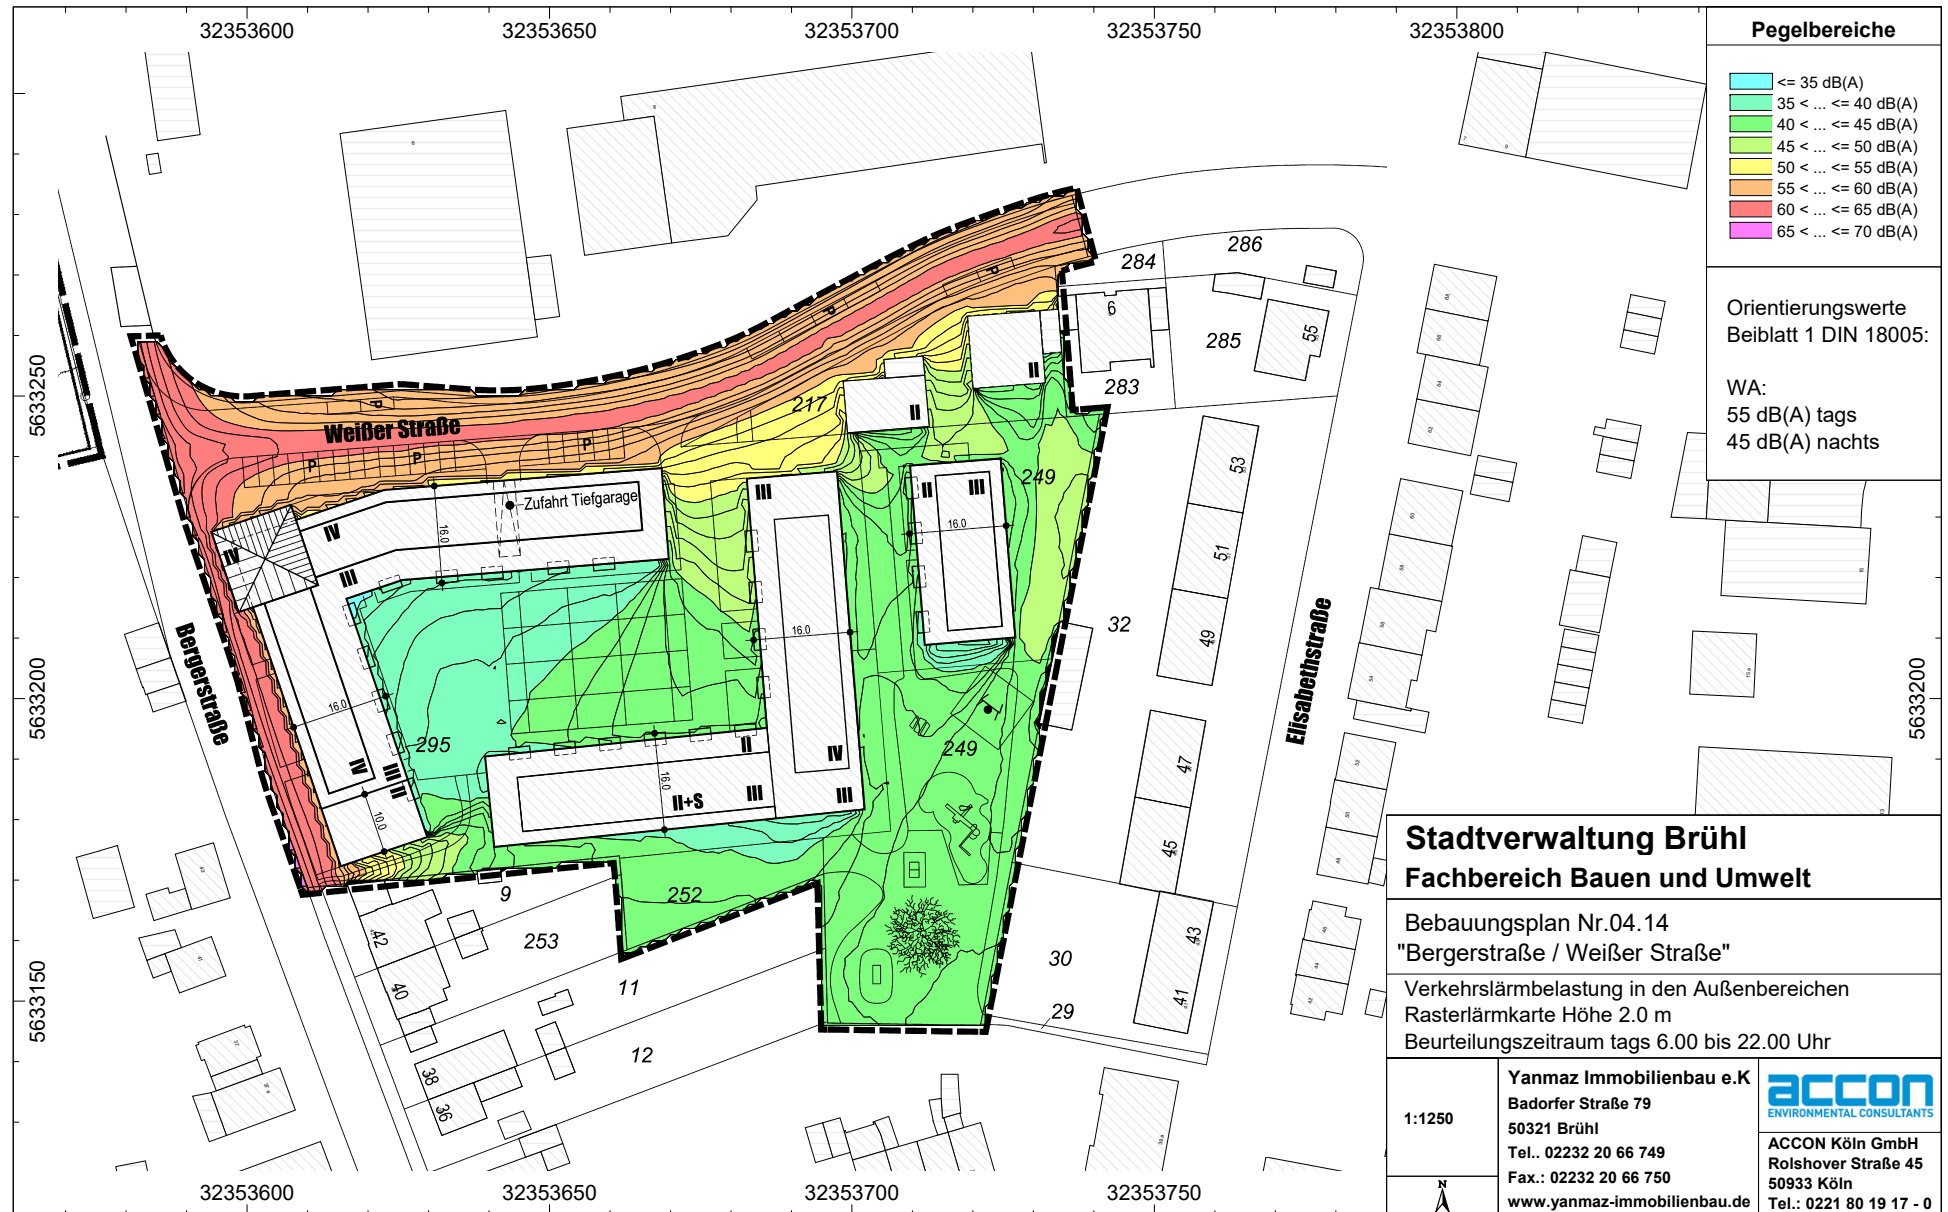 32353600 32353650 32353700 32353750 32353800
Pegelbereiche
<= 35 dB(A)
35 < ... <= 40 dB(A)
40 < ... <= 45 dB(A)
45 < ... <= 50 dB(A)
50 < ... <= 55 dB(A)
55 < ... <= 60 dB(A)
60 < ... <= 65 dB(A)
65 < ... <= 70 dB(A)
Orientierungswerte
Beiblatt 1 DIN 18005:
WA:
55 dB(A) tags
45 dB(A) nachts
5633250
5633200
5633150
5633200
286
284
6
285
55
283
P
P
P
Weißer Straße
P
P
P
217
II
II
249
53
51
49
32
Zufahrt Tiefgarage
16.0
IV
IV
III
III
II
III
16.0
16.0
16.0
Bergerstraße
Elisabethstraße
295
IV
III
II
10.0
II
16.0
II+S
III
IV
III
249
47
45
43
41
252
9
253
42
40
11
12
38
36
30
29
Stadtverwaltung Brühl
Fachbereich Bauen und Umwelt
Bebauungsplan Nr.04.14
"Bergerstraße / Weißer Straße"
Verkehrslärmbelastung in den Außenbereichen
Rasterlärmkarte Höhe 2.0 m
Beurteilungszeitraum tags 6.00 bis 22.00 Uhr
1:1250
N
Yanmaz Immobilienbau e.K
Badorfer Straße 79
50321 Brühl
Tel.. 02232 20 66 749
Fax.: 02232 20 66 750
www.yanmaz-immobilienbau.de
accon
ENVIRONMENTAL CONSULTANTS
ACCON Köln GmbH
Rolshover Straße 45
50933 Köln
Tel.: 0221 80 19 17 - 0
32353600 32353650 32353700 32353750